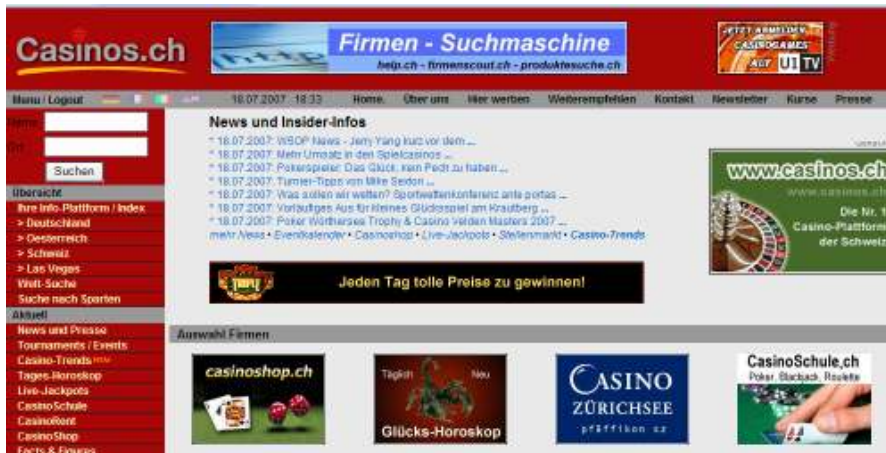 Casinos.ch
Firmen - Suchmaschine
help.ch - firmenscout.ch - produktesuche.ch
JETZT ANMELDEN
CASINOGAMES
AUF UI TV
Menu / Logout 18.07.2007 18:33 Home. Über uns Hier werben Weiterempfehlen Kontakt Newsletter Kurse Presse
Name
Ort
Suchen
News und Insider-Infos
* 18.07.2007: WSOP News - Jerry Yang kurz vor dem ...
* 18.07.2007: Mehr Umsatz in den Spielcasinos ...
* 18.07.2007: Pokerspieler: Das Glück, kein Pech zu haben ...
* 18.07.2007: Turnier-Tipps von Mike Sexton ...
* 18.07.2007: Was sollen wir wetten? Sportwettenkonferenz ante portas ...
* 18.07.2007: Vorläufiges Aus für kleines Glücksspiel am Krautberg ...
* 18.07.2007: Poker Wörthersee Trophy & Casino Velden Masters 2007 ...
mehr News • Eventkalender • Casinoshop • Live-Jackpots • Stellenmarkt • Casino-Trends
www.casinos.ch
www.casinos.ch
Die Nr. 1
Casino-Plattform
der Schweiz
Übersicht
Ihre Info-Plattform / Index
> Deutschland
> Oesterreich
> Schweiz
> Las Vegas
Welt-Suche
Suche nach Sparten
Aktuell
News und Presse
Tournaments / Events
Casino-Trends
Tages-Horoskop
Live-Jackpots
CasinoSchule
CasinoRent
CasinoShop
Facts & Figures
TRIPLE
Jeden Tag tolle Preise zu gewinnen!
Auswahl Firmen
casinoshop.ch
Täglich Neu
Glücks-Horoskop
CASINO
ZÜRICHSEE
pfäffikon sz
CasinoSchule.ch
Poker, Blackjack, Roulette